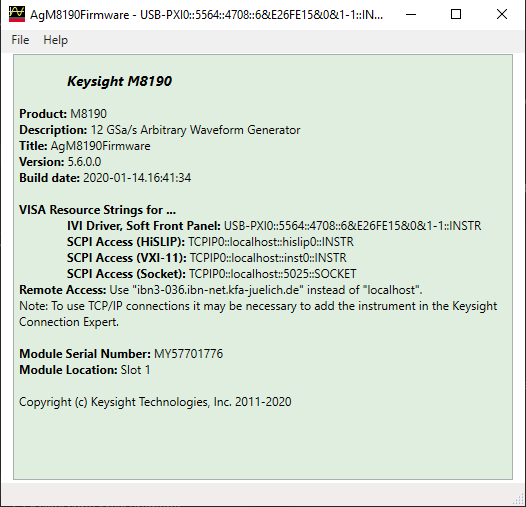 AgM8190Firmware - USB-PXI0::5564::4708::6&E26FE15&0&1-1::IN...
File Help
Keysight M8190
Product: M8190
Description: 12 GSa/s Arbitrary Waveform Generator
Title: AgM8190Firmware
Version: 5.6.0.0
Build date: 2020-01-14.16:41:34
VISA Resource Strings for ...
IVI Driver, Soft Front Panel: USB-PXI0::5564::4708::6&E26FE15&0&1-1::INSTR
SCPI Access (HiSLIP): TCPIP0::localhost::hislip0::INSTR
SCPI Access (VXI-11): TCPIP0::localhost::inst0::INSTR
SCPI Access (Socket): TCPIP0::localhost::5025::SOCKET
Remote Access: Use "ibn3-036.ibn-net.kfa-juelich.de" instead of "localhost".
Note: To use TCP/IP connections it may be necessary to add the instrument in the Keysight
Connection Expert.
Module Serial Number: MY57701776
Module Location: Slot 1
Copyright (c) Keysight Technologies, Inc. 2011-2020